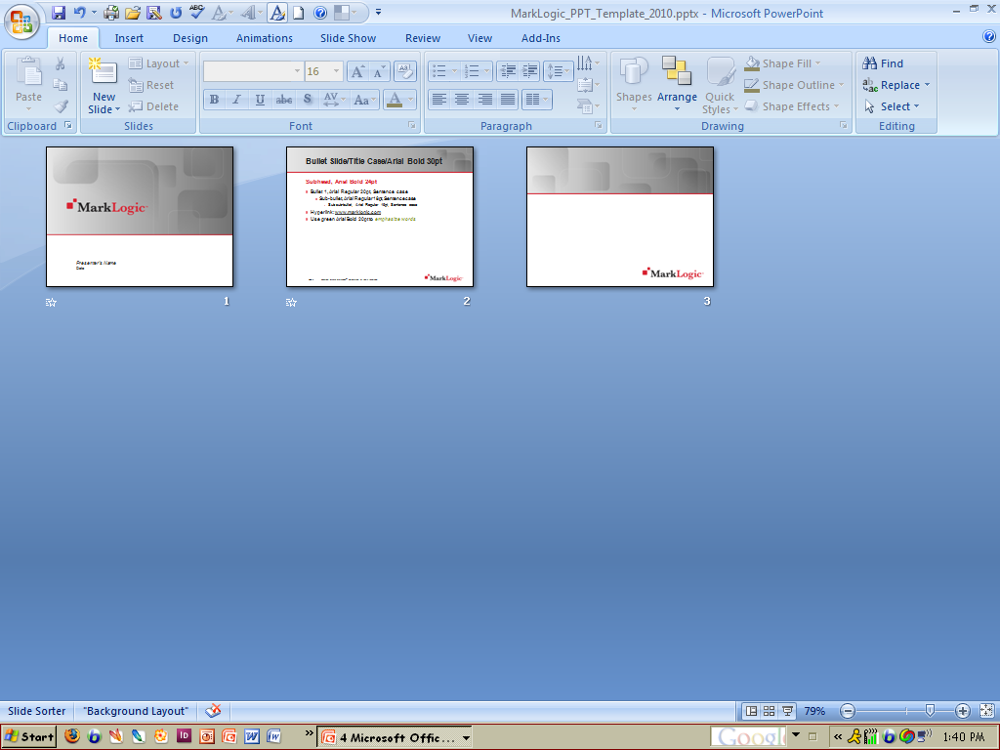 MarkLogic_PPT_Template_2010.pptx - Microsoft PowerPoint
Home Insert Design Animations Slide Show Review View Add-Ins
Paste
Clipboard
New Slide
Layout
Reset
Delete
Slides
16
B I U abc S AV Aa A
Font
Paragraph
Shapes Arrange Quick Styles
Shape Fill
Shape Outline
Shape Effects
Drawing
Find
Replace
Select
Editing
MarkLogic
Presenter's Name
Date
1
Bullet Slide/Title Case/Arial Bold 30pt
Subhead, Arial Bold 24pt
Bullet 1, Arial Regular 20pt, Sentence case
Sub-bullet, Arial Regular 18pt, Sentence case
Sub-sub-bullet, Arial Regular, 16pt, Sentence case
Hyperlink: www.marklogic.com
Use green Arial Bold 20pt to emphasize words
MarkLogic
2
MarkLogic
3
Slide Sorter "Background Layout" 79%
Start 4 Microsoft Offic... Google « 1:40 PM